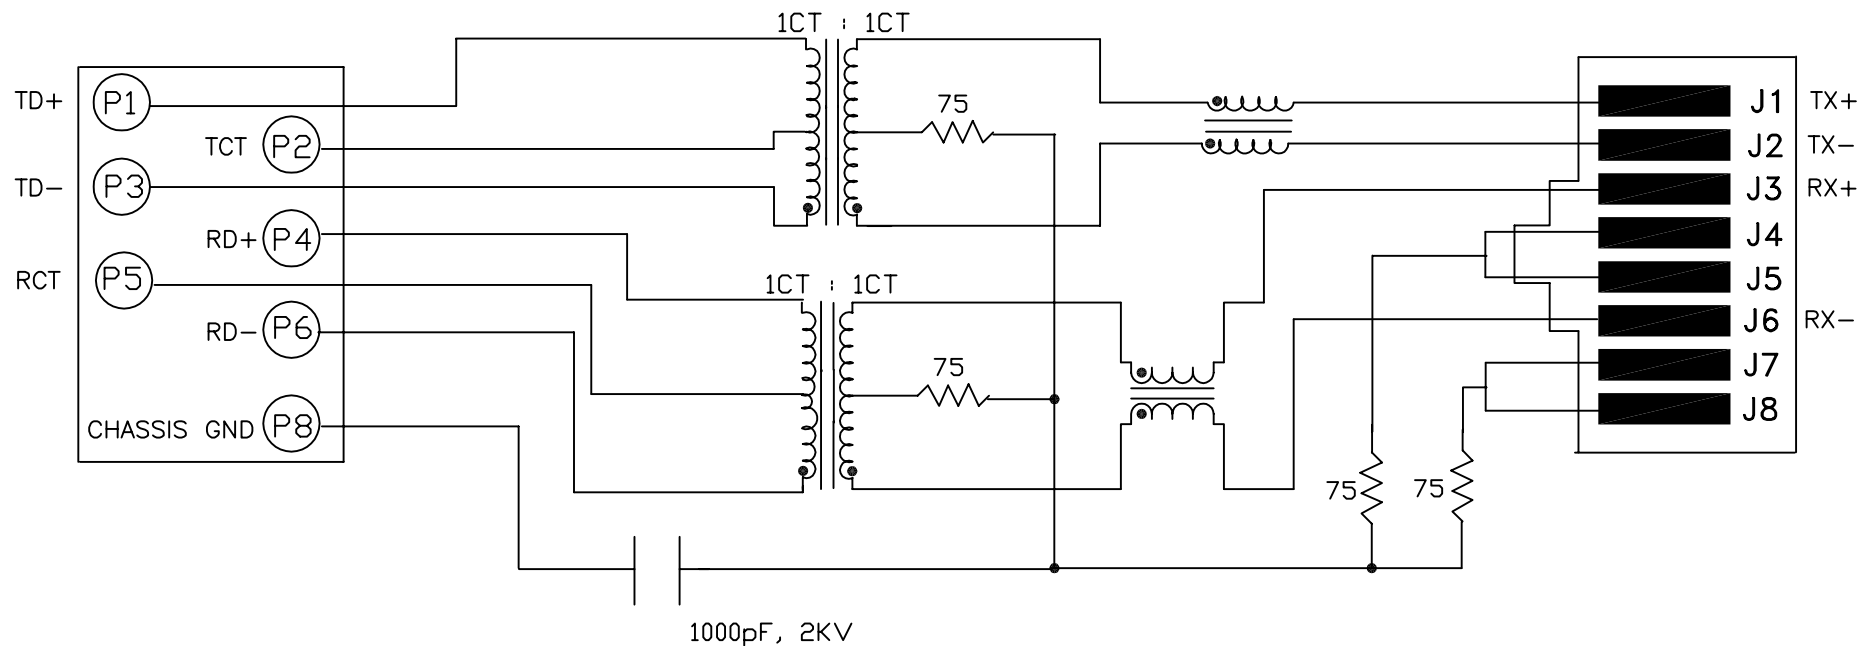 1CT : 1CT
TD+ P1
TCT P2
TD- P3
RD+ P4
RCT P5
RD- P6
CHASSIS GND P8
75
1CT : 1CT
75
J1 TX+
J2 TX-
J3 RX+
J4
J5
J6 RX-
J7
J8
75
75
1000pF, 2KV